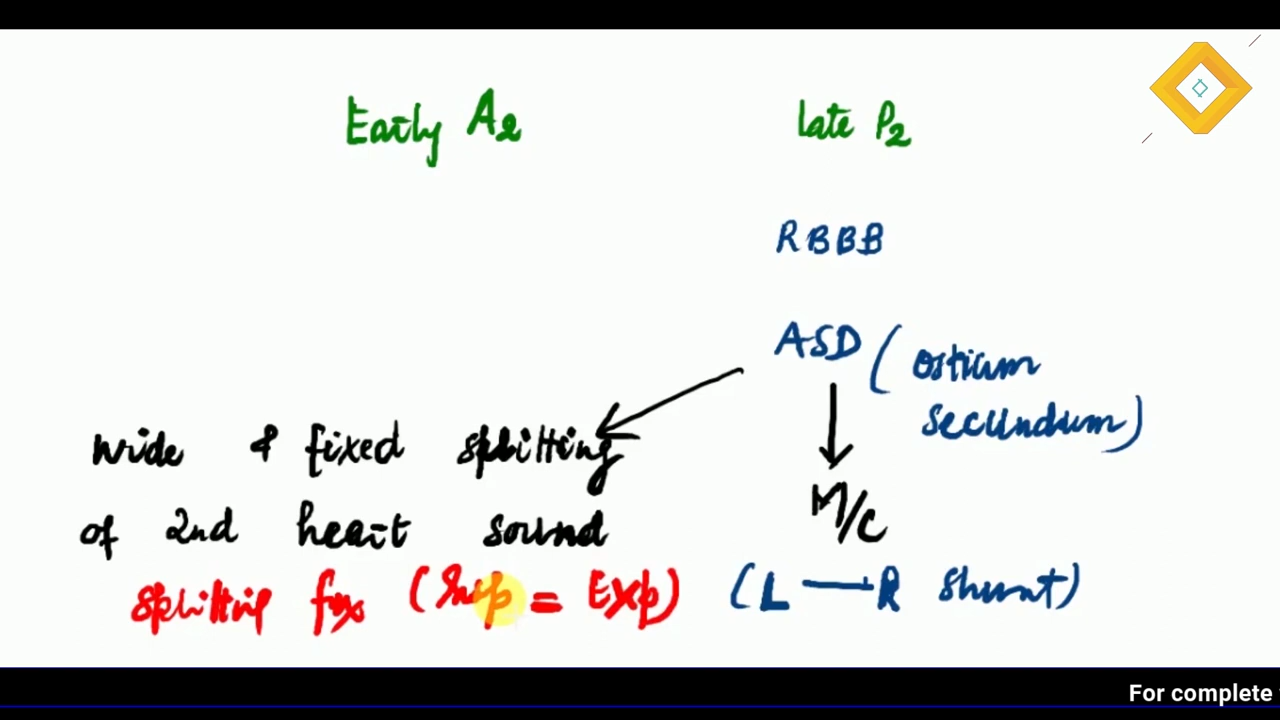 Early A2
late P2
RBBB
ASD (ostium
secundum)
wide & fixed splitting
of 2nd heart sound
M/C
splitting fix (Insp = Exp)
(L — R shunt)
For complete